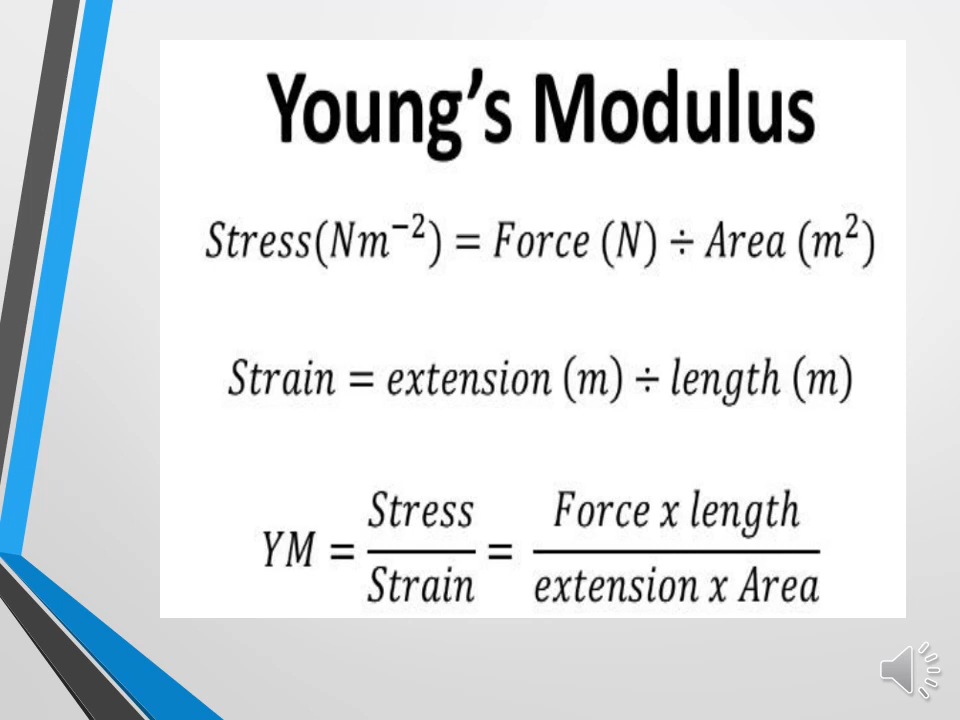 Young’s Modulus
Stress(Nm⁻²) = Force (N) ÷ Area (m²)
Strain = extension (m) ÷ length (m)
YM = Stress/Strain = Force x length/extension x Area